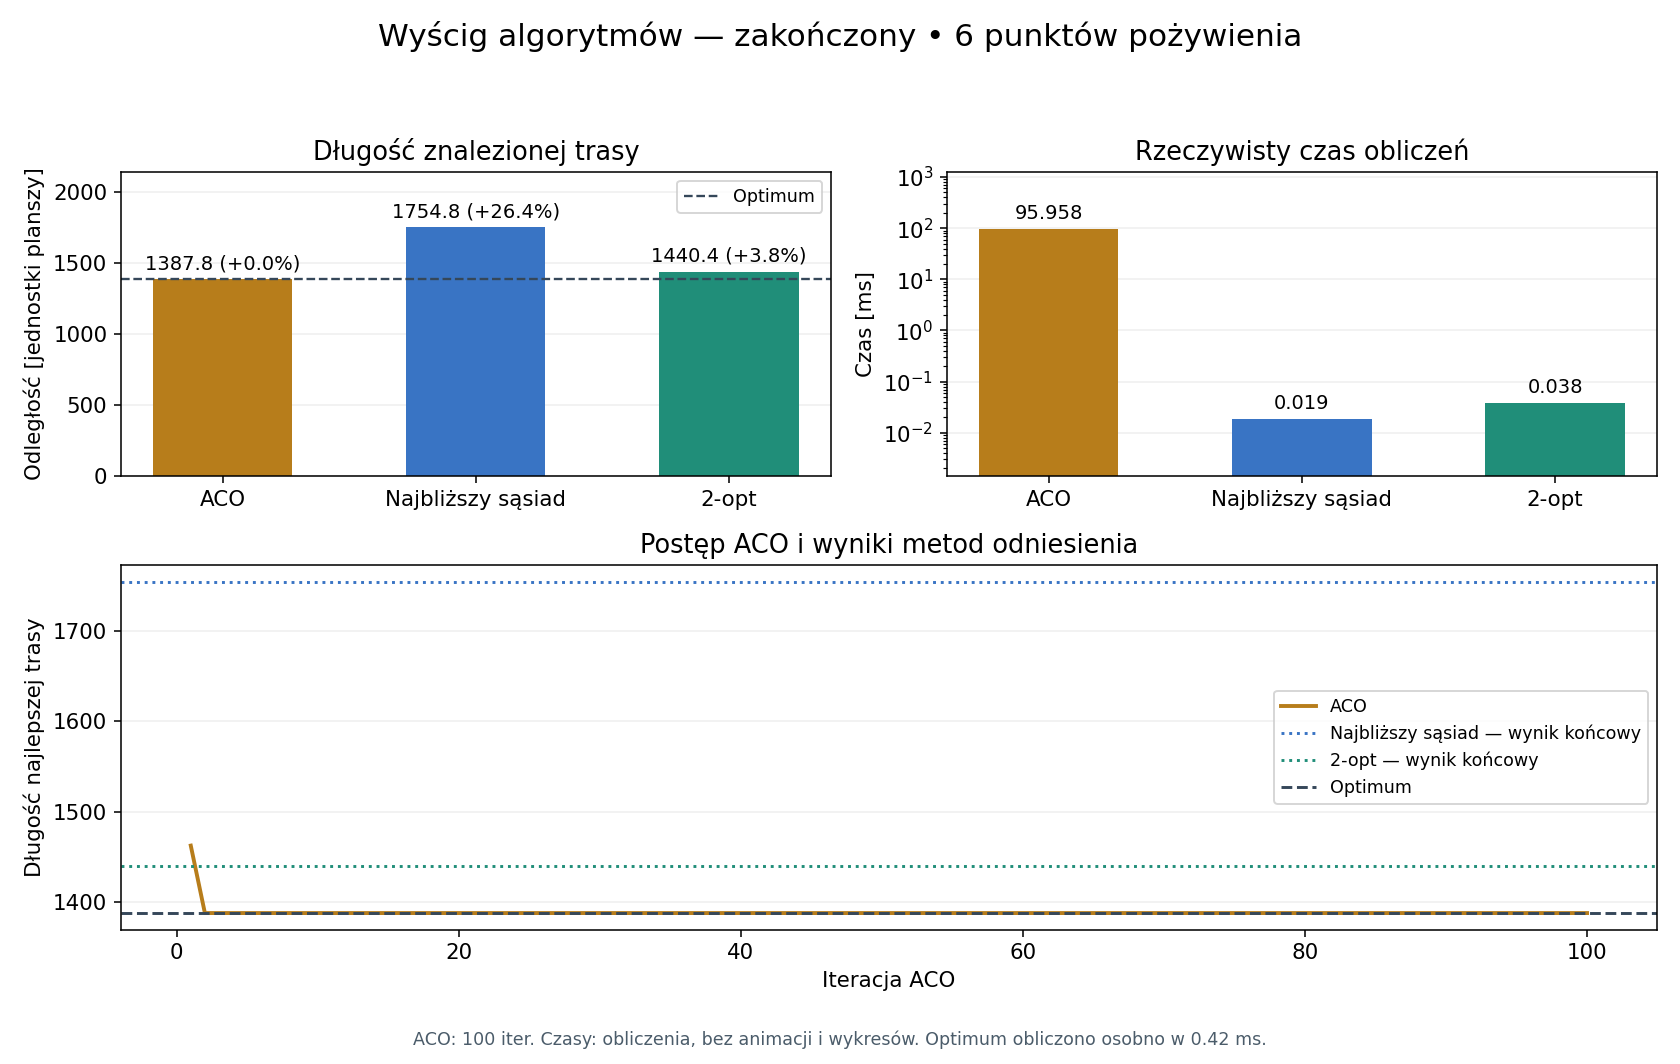 Wyścig algorytmów — zakończony • 6 punktów pożywienia
Długość znalezionej trasy
Odległość [jednostki planszy]
2000
1500
1000
500
0
Optimum
1387.8 (+0.0%)
1754.8 (+26.4%)
1440.4 (+3.8%)
ACO
Najbliższy sąsiad
2-opt
Rzeczywisty czas obliczeń
Czas [ms]
10³
10²
10¹
10⁰
10⁻¹
10⁻²
95.958
0.019
0.038
ACO
Najbliższy sąsiad
2-opt
Postęp ACO i wyniki metod odniesienia
Długość najlepszej trasy
1700
1600
1500
1400
ACO
Najbliższy sąsiad — wynik końcowy
2-opt — wynik końcowy
Optimum
0
20
40
60
80
100
Iteracja ACO
ACO: 100 iter. Czasy: obliczenia, bez animacji i wykresów. Optimum obliczono osobno w 0.42 ms.